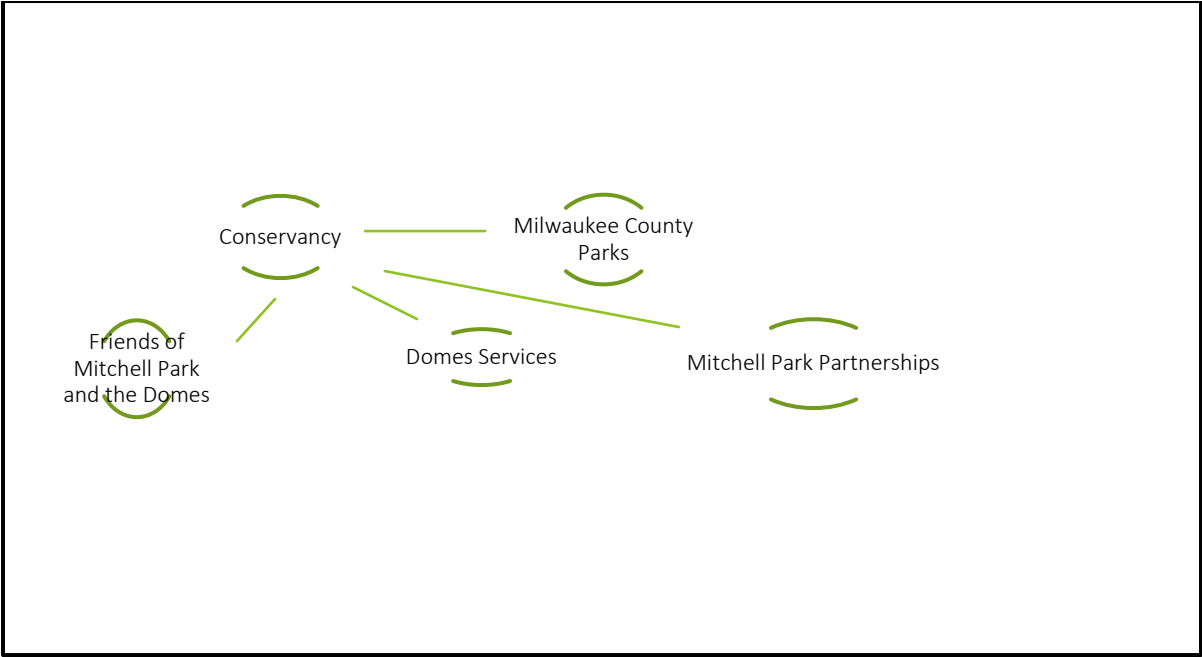 Conservancy
Milwaukee County
Parks
Friends of
Mitchell Park
and the Domes
Domes Services
Mitchell Park Partnerships